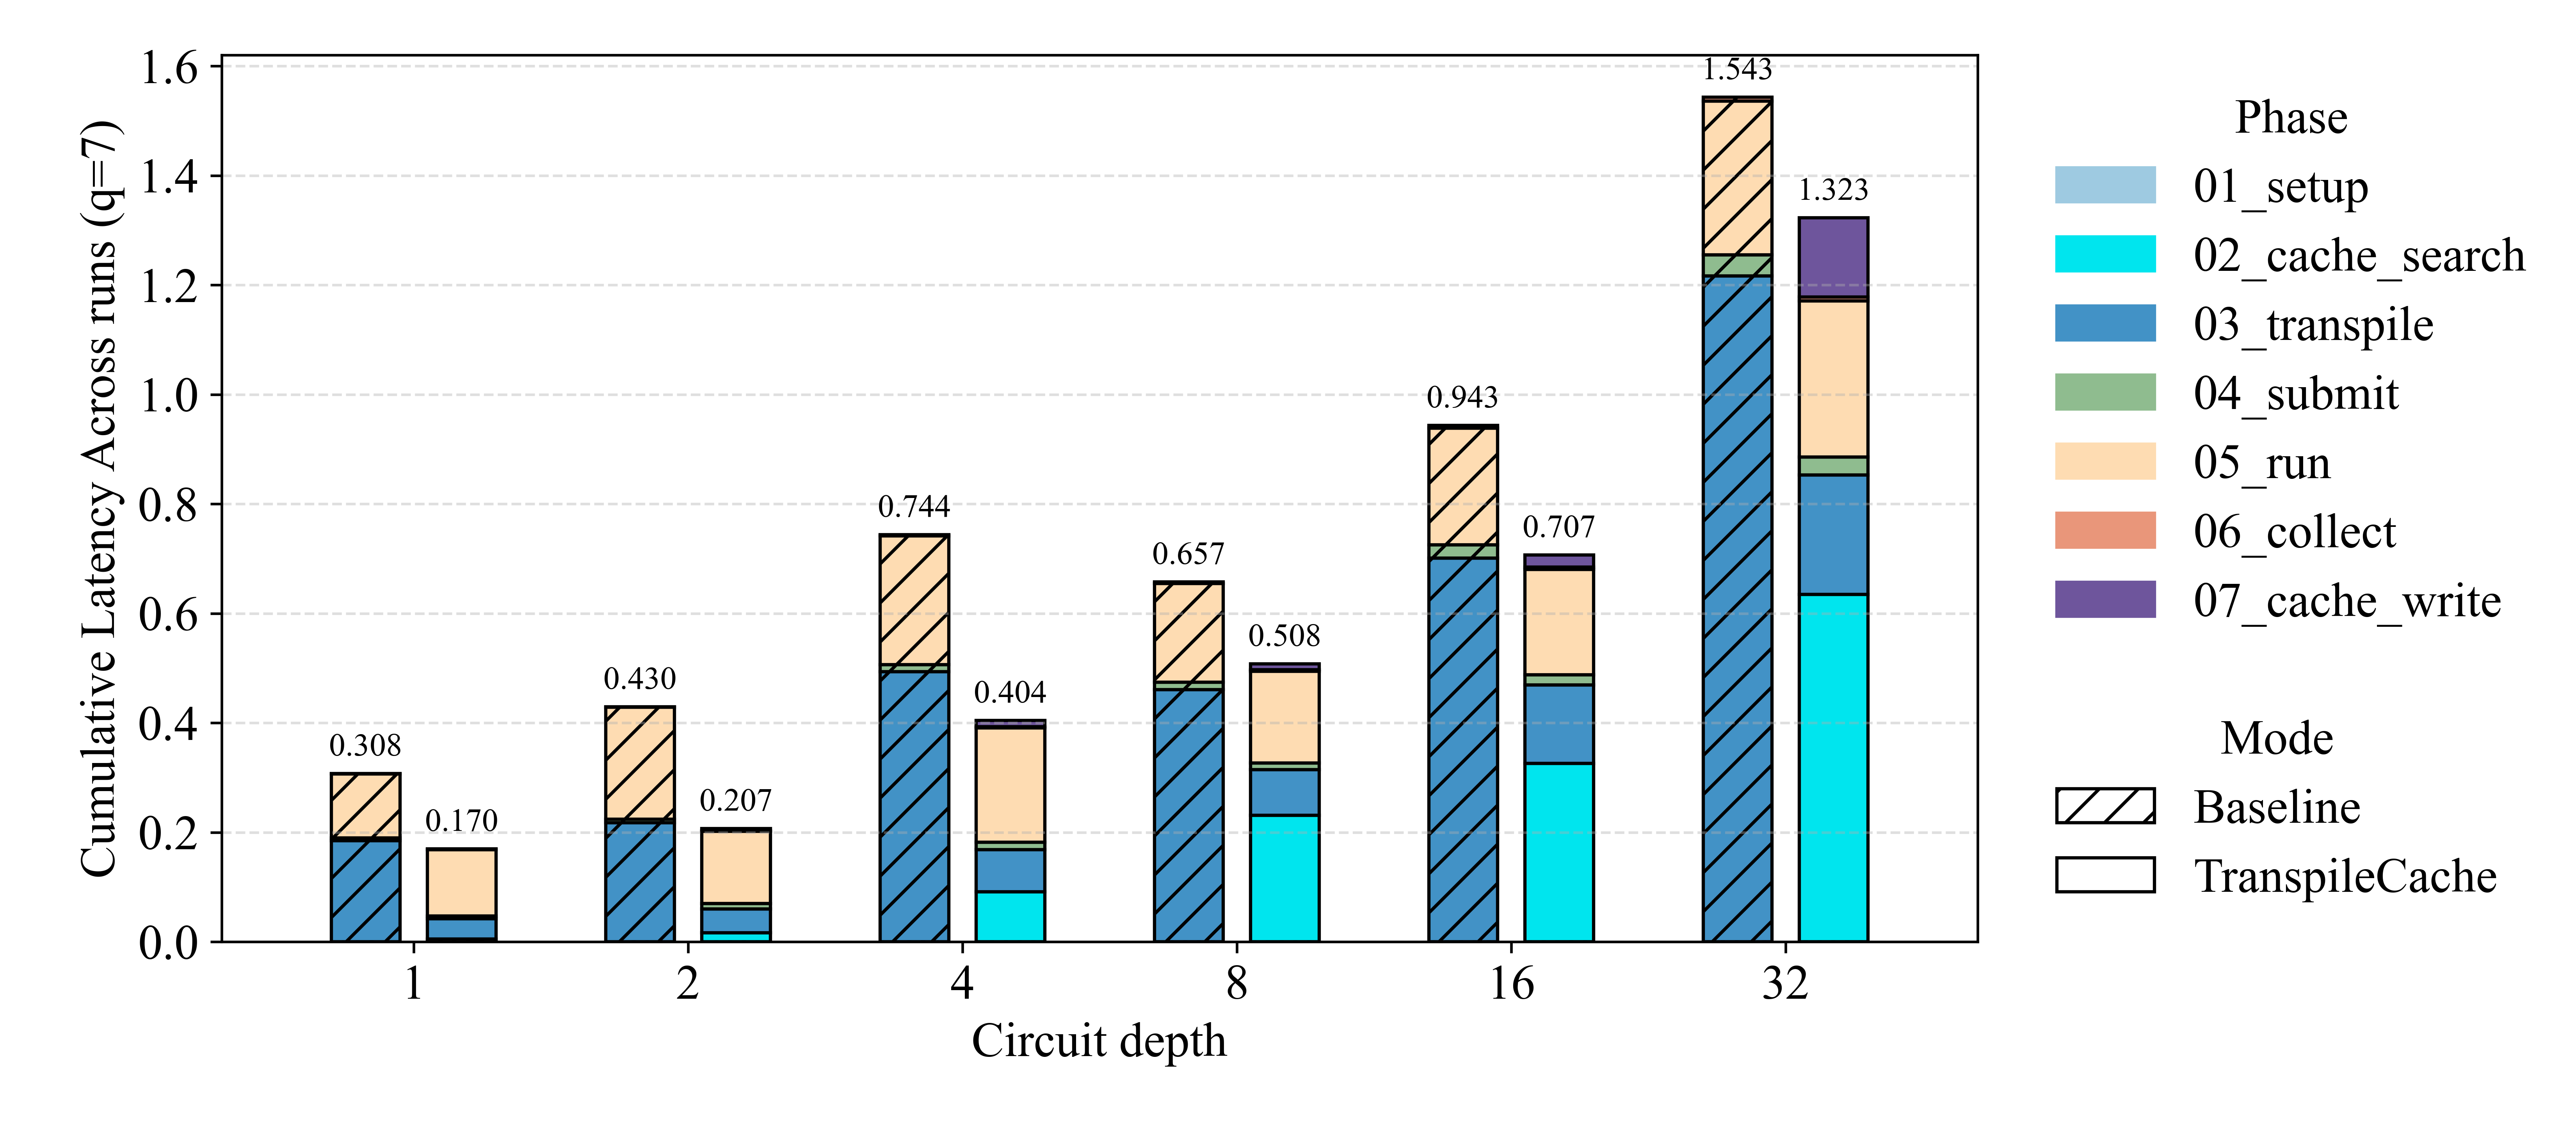 Cumulative Latency Across runs (q=7)
1.6
1.4
1.2
1.0
0.8
0.6
0.4
0.2
0.0
0.308
0.170
0.430
0.207
0.744
0.404
0.657
0.508
0.943
0.707
1.543
1.323
1
2
4
8
16
32
Circuit depth
Phase
01_setup
02_cache_search
03_transpile
04_submit
05_run
06_collect
07_cache_write
Mode
Baseline
TranspileCache